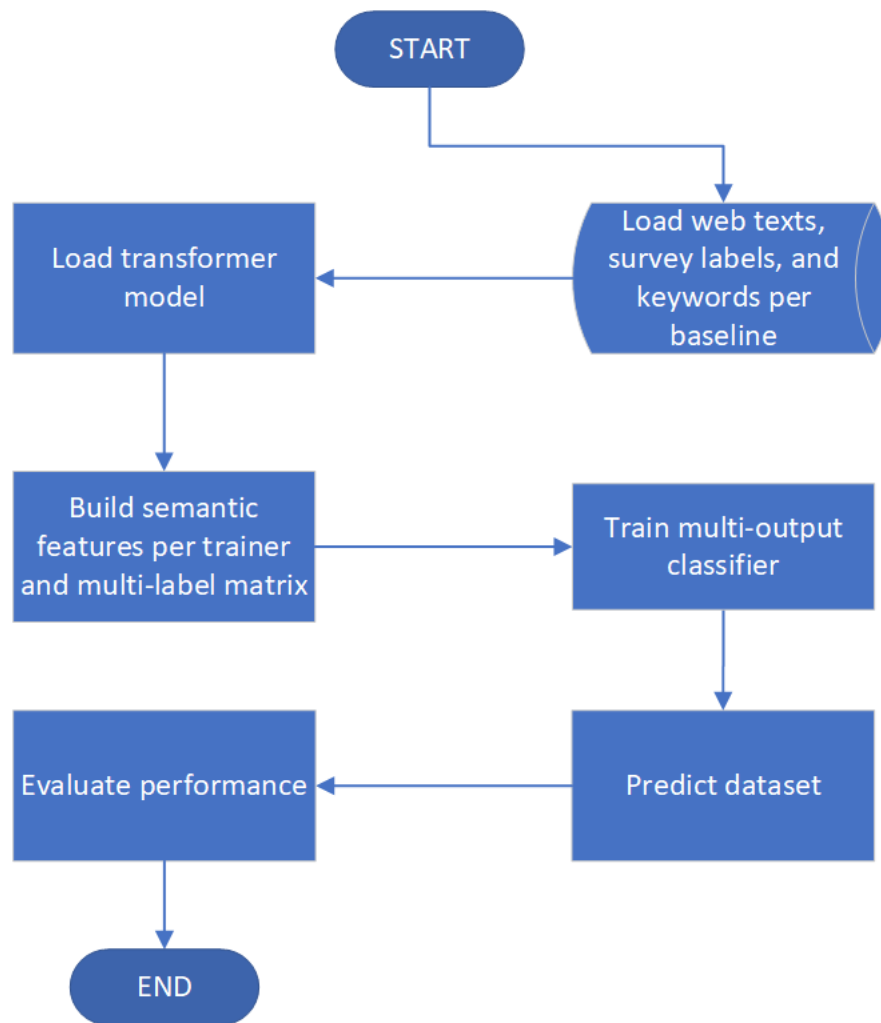 START
Load web texts,
survey labels, and
keywords per
baseline
Load transformer
model
Build semantic
features per trainer
and multi-label matrix
Train multi-output
classifier
Predict dataset
Evaluate performance
END